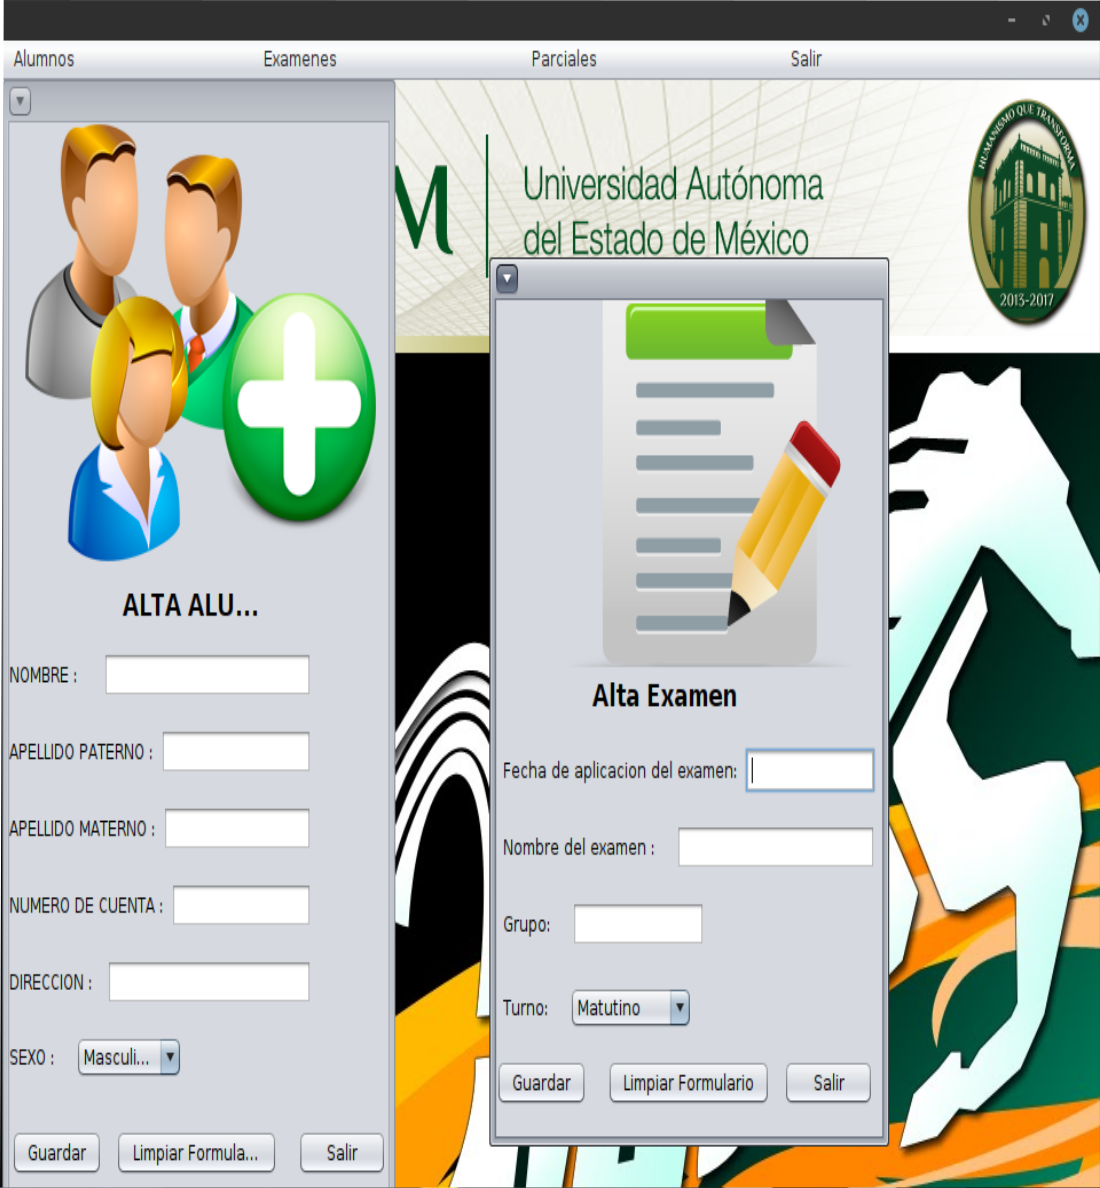 Alumnos Examenes Parciales Salir
M
Universidad Autónoma
del Estado de México
HUMANISMO QUE TRANSFORMA
2013-2017
ALTA ALU...
NOMBRE :
APELLIDO PATERNO :
APELLIDO MATERNO :
NUMERO DE CUENTA :
DIRECCION :
SEXO : Masculi...
Guardar Limpiar Formula... Salir
Alta Examen
Fecha de aplicacion del examen:
Nombre del examen :
Grupo:
Turno: Matutino
Guardar Limpiar Formulario Salir